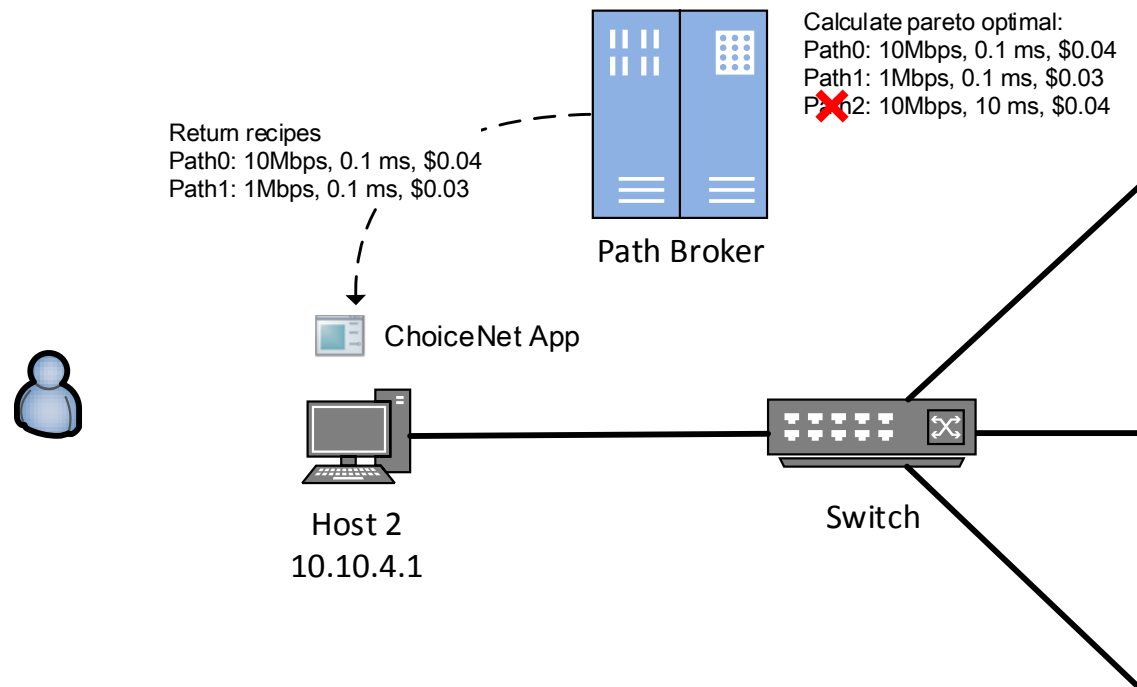 Calculate pareto optimal:
Path0: 10Mbps, 0.1 ms, $0.04
Path1: 1Mbps, 0.1 ms, $0.03
Path2: 10Mbps, 10 ms, $0.04
Return recipes
Path0: 10Mbps, 0.1 ms, $0.04
Path1: 1Mbps, 0.1 ms, $0.03
Path Broker
ChoiceNet App
Host 2
10.10.4.1
Switch